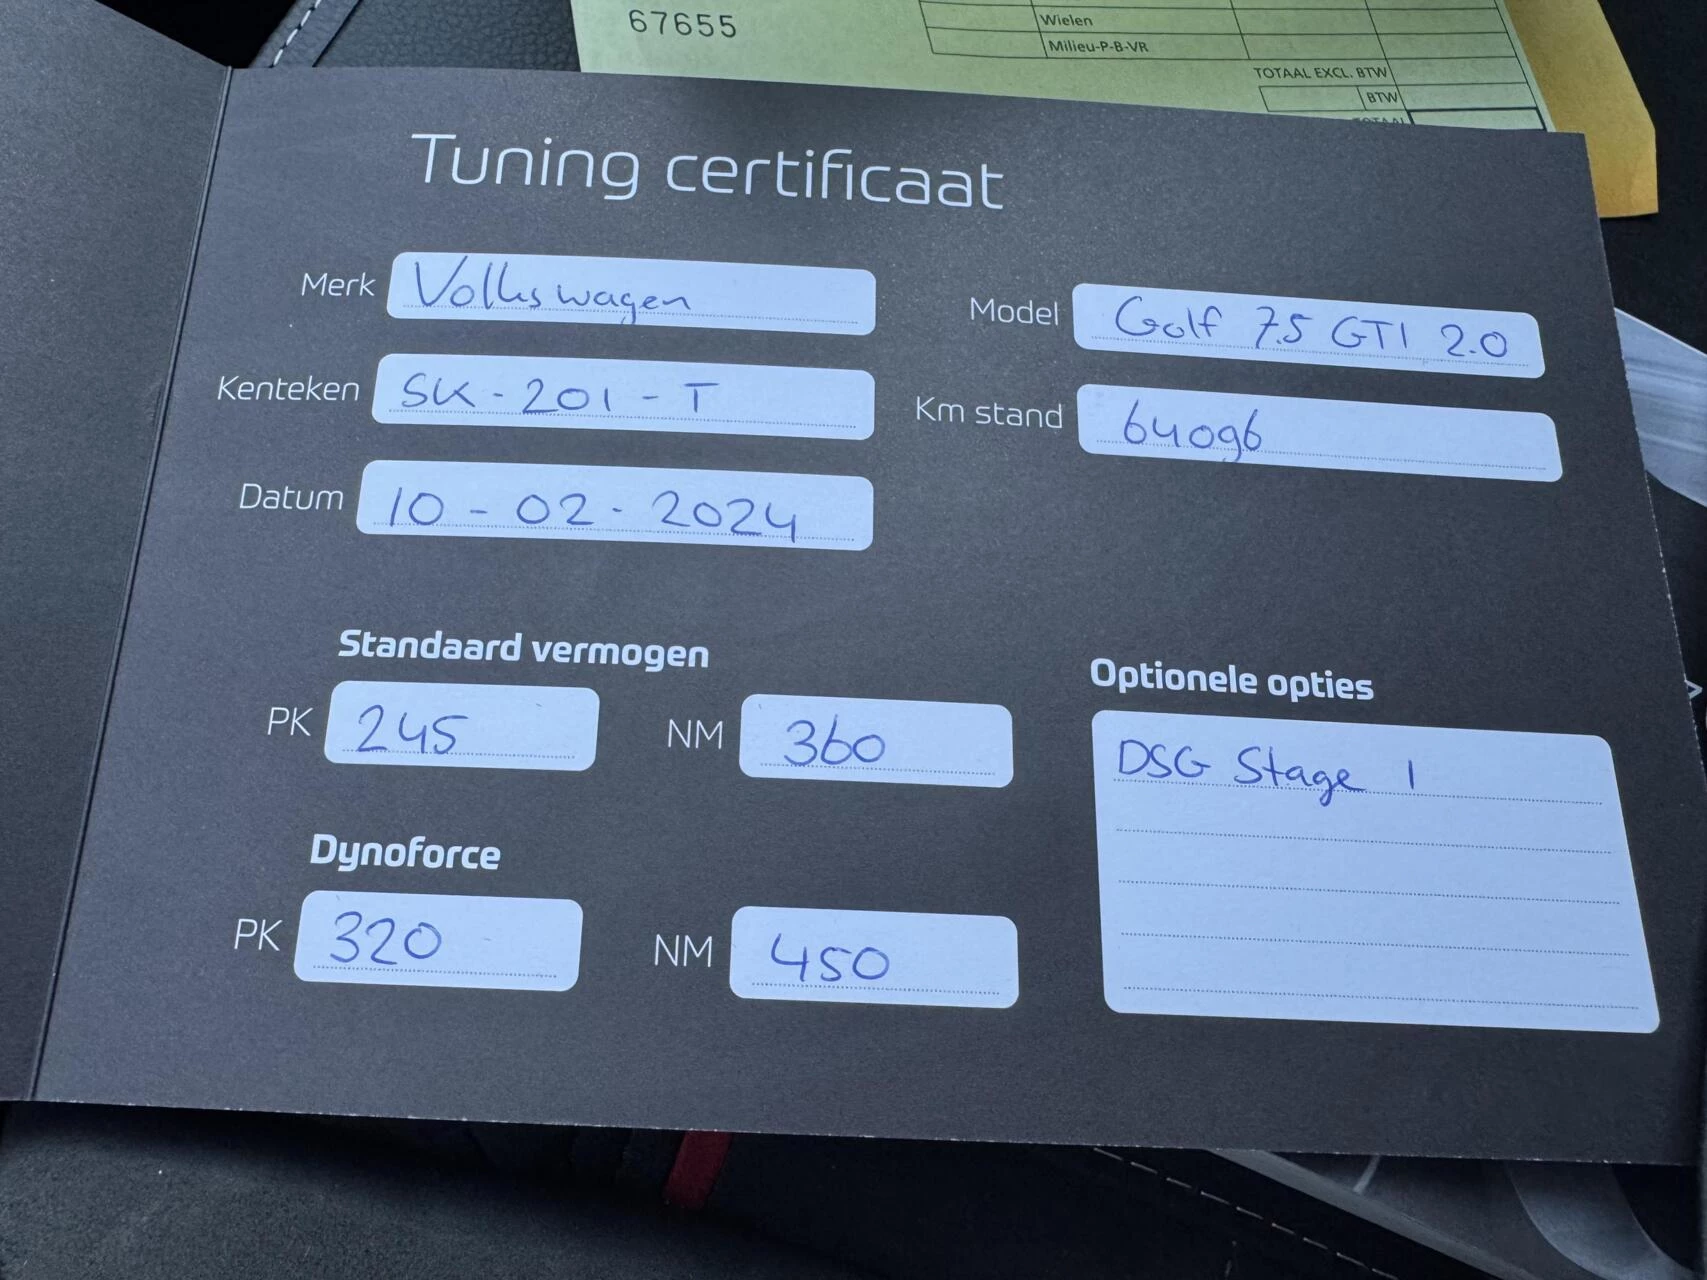 67655
Wielen
Milieu-P-B-VR
TOTAAL EXCL. BTW
BTW
TOTAAL
Tuning certificaat
Merk Volkswagen
Model Golf 7.5 GTI 2.0
Kenteken SK-201-T
Km stand 64096
Datum 10-02-2024
Standaard vermogen
PK 245 NM 360
Optionele opties
DSG Stage 1
Dynoforce
PK 320 NM 450